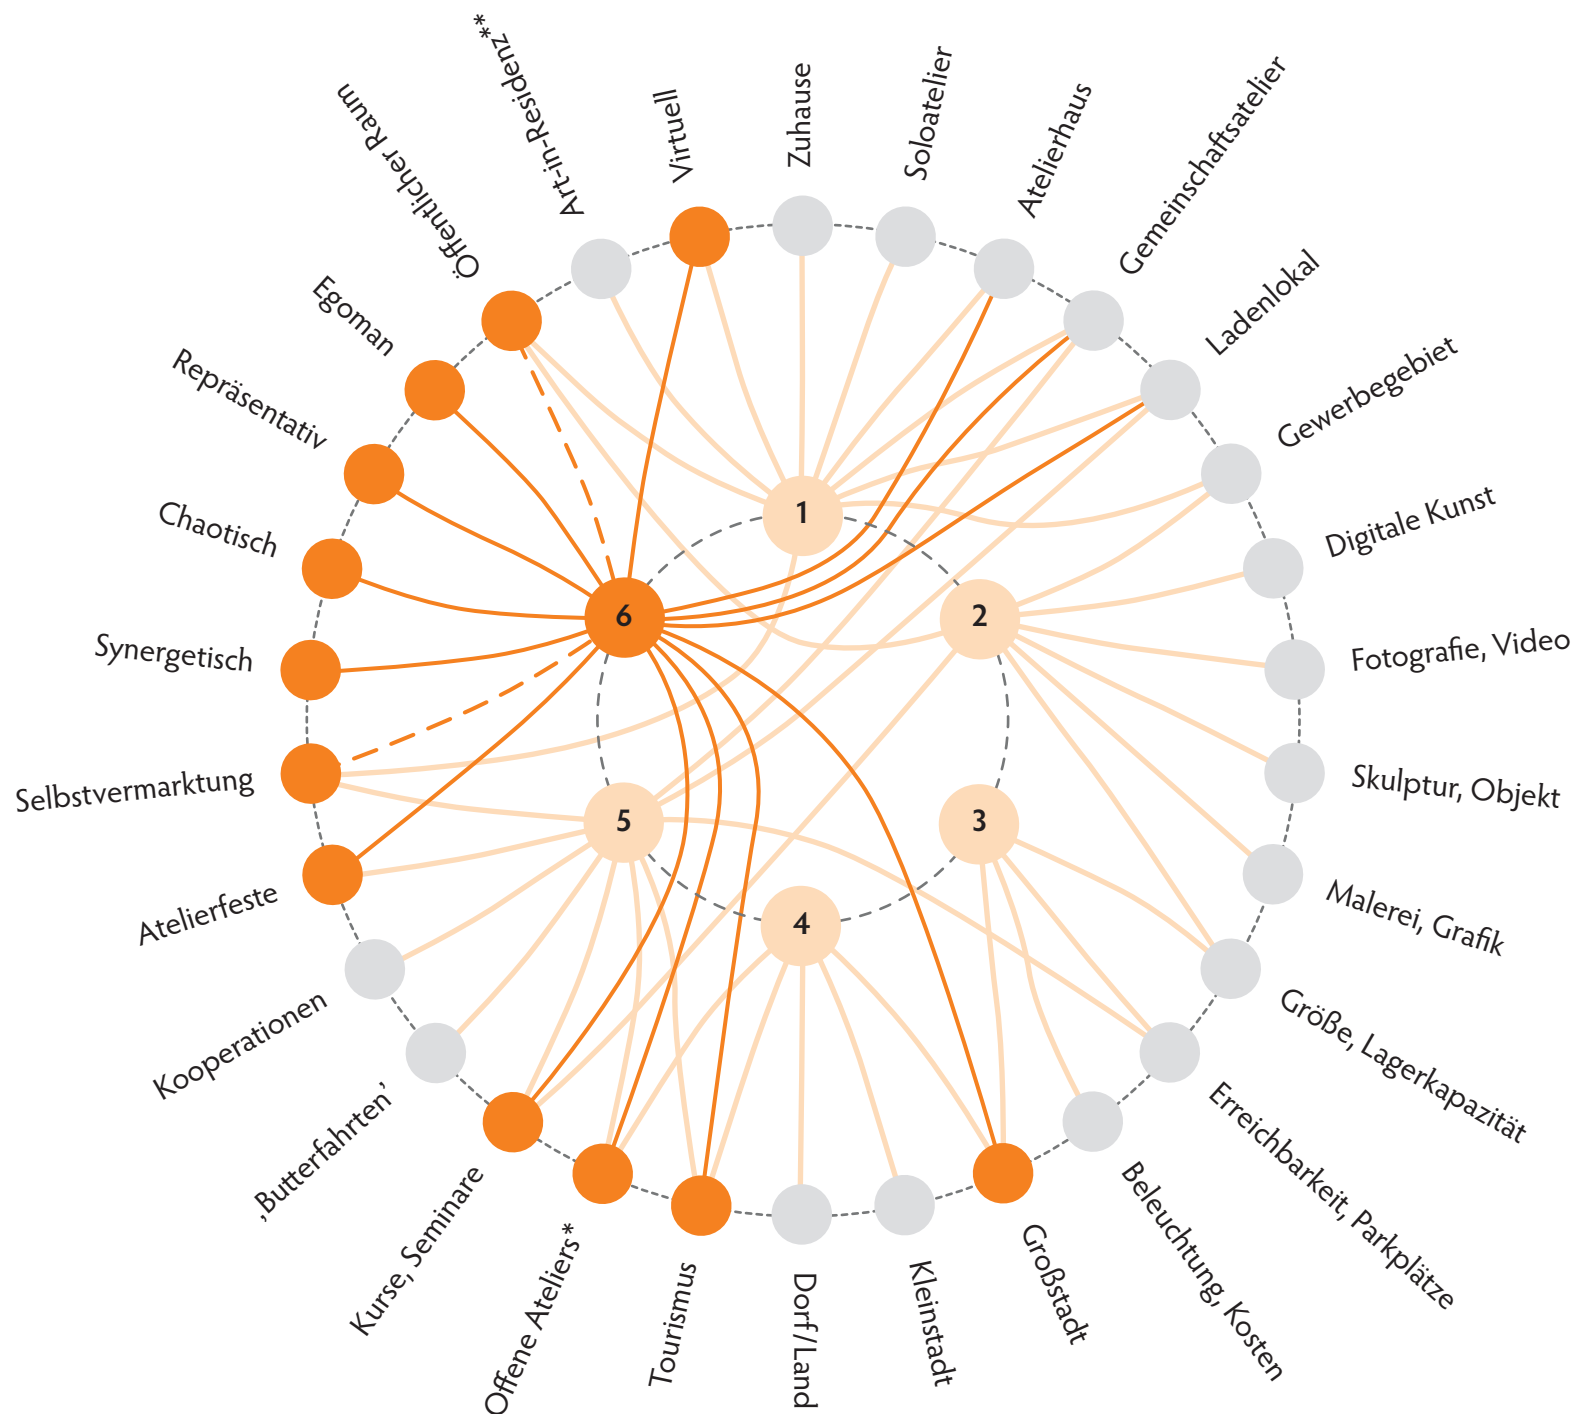 Zuhause
Soloatelier
Atelierhaus
Gemeinschaftsatelier
Ladenlokal
Gewerbegebiet
Digitale Kunst
Fotografie, Video
Skulptur, Objekt
Malerei, Grafik
Größe, Lagerkapazität
Erreichbarkeit, Parkplätze
Beleuchtung, Kosten
Großstadt
Kleinstadt
Dorf/Land
Tourismus
Offene Ateliers*
Kurse, Seminare
‚Butterfahrten’
Kooperationen
Atelierfeste
Selbstvermarktung
Synergetisch
Chaotisch
Repräsentativ
Egoman
Öffentlicher Raum
Art-in-Residenz**
Virtuell
1
2
3
4
5
6